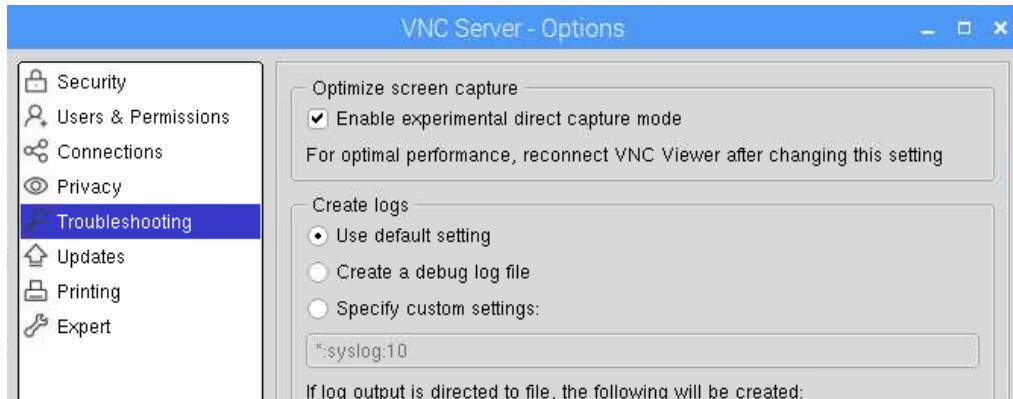 VNC Server - Options
Security
Users & Permissions
Connections
Privacy
Troubleshooting
Updates
Printing
Expert
Optimize screen capture
Enable experimental direct capture mode
For optimal performance, reconnect VNC Viewer after changing this setting
Create logs
Use default setting
Create a debug log file
Specify custom settings:
*:syslog:10
If log output is directed to file, the following will be created: